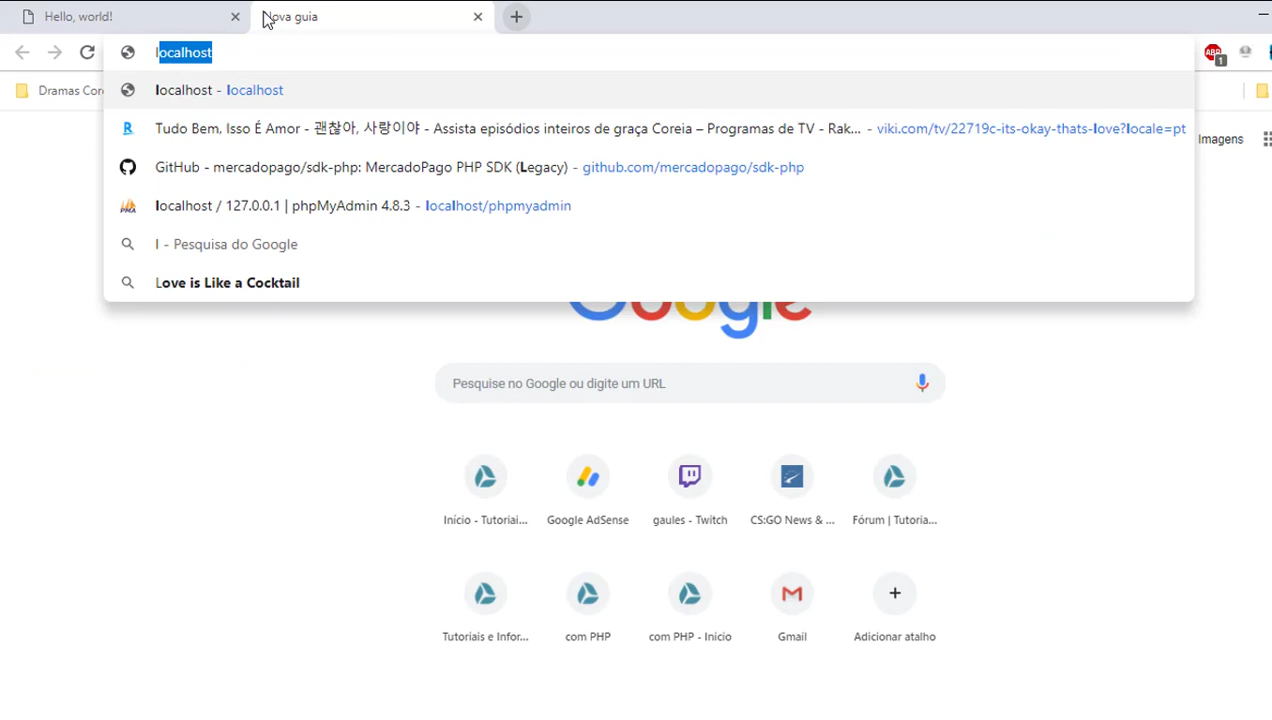 Hello, world!
Nova guia
localhost
1
Dramas Cor
localhost - localhost
Tudo Bem, Isso É Amor - 괜찮아, 사랑이야 - Assista episódios inteiros de graça Coreia – Programas de TV - Rak... - viki.com/tv/22719c-its-okay-thats-love?locale=pt
GitHub - mercadopago/sdk-php: MercadoPago PHP SDK (Legacy) - github.com/mercadopago/sdk-php
localhost / 127.0.0.1 | phpMyAdmin 4.8.3 - localhost/phpmyadmin
l - Pesquisa do Google
Love is Like a Cocktail
Imagens
Google
Pesquise no Google ou digite um URL
Início - Tutoriai...
Google AdSense
gaules - Twitch
CS:GO News & ...
Fórum | Tutoria...
Tutoriais e Infor...
com PHP
com PHP - Inicio
Gmail
Adicionar atalho